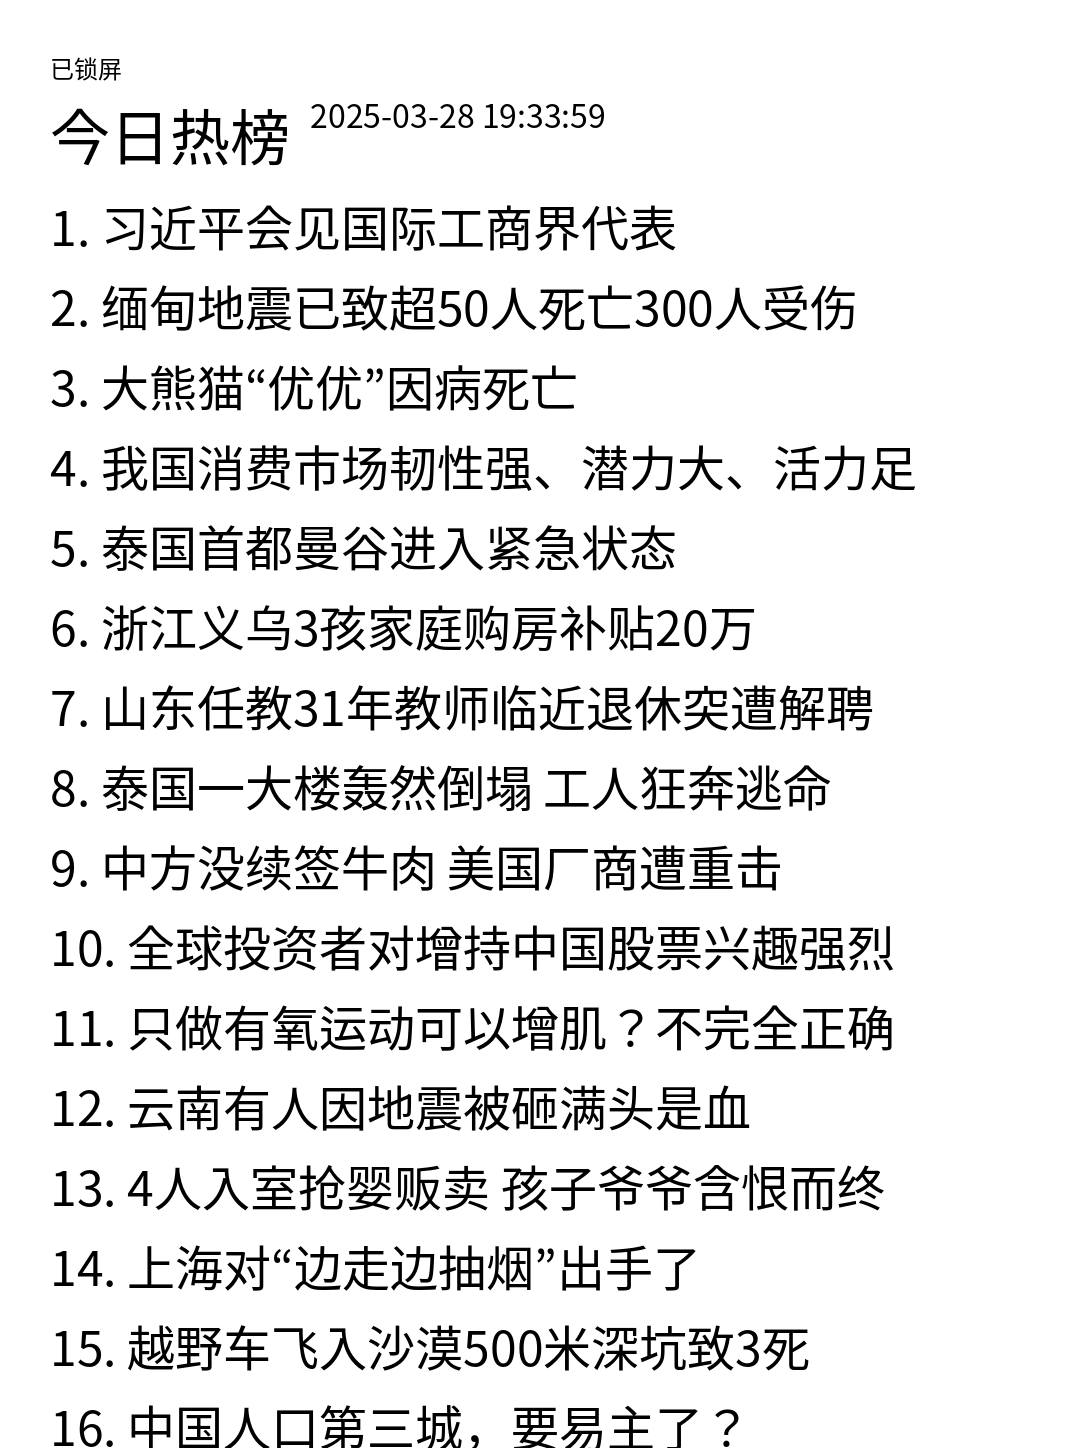 已锁屏
今日热榜 2025-03-28 19:33:59
1. 习近平会见国际工商界代表
2. 缅甸地震已致超50人死亡300人受伤
3. 大熊猫“优优”因病死亡
4. 我国消费市场韧性强、潜力大、活力足
5. 泰国首都曼谷进入紧急状态
6. 浙江义乌3孩家庭购房补贴20万
7. 山东任教31年教师临近退休突遭解聘
8. 泰国一大楼轰然倒塌 工人狂奔逃命
9. 中方没续签牛肉 美国厂商遭重击
10. 全球投资者对增持中国股票兴趣强烈
11. 只做有氧运动可以增肌？不完全正确
12. 云南有人因地震被砸满头是血
13. 4人入室抢婴贩卖 孩子爷爷含恨而终
14. 上海对“边走边抽烟”出手了
15. 越野车飞入沙漠500米深坑致3死
16. 中国人口第三城，要易主了？